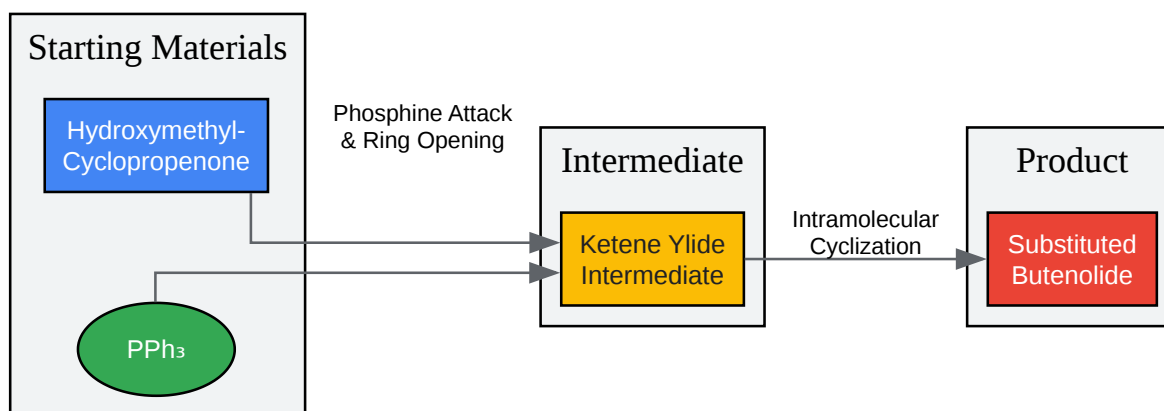 Starting Materials
Hydroxymethyl-
Cyclopropenone
PPh₃
Phosphine Attack
& Ring Opening
Intermediate
Ketene Ylide
Intermediate
Intramolecular
Cyclization
Product
Substituted
Butenolide